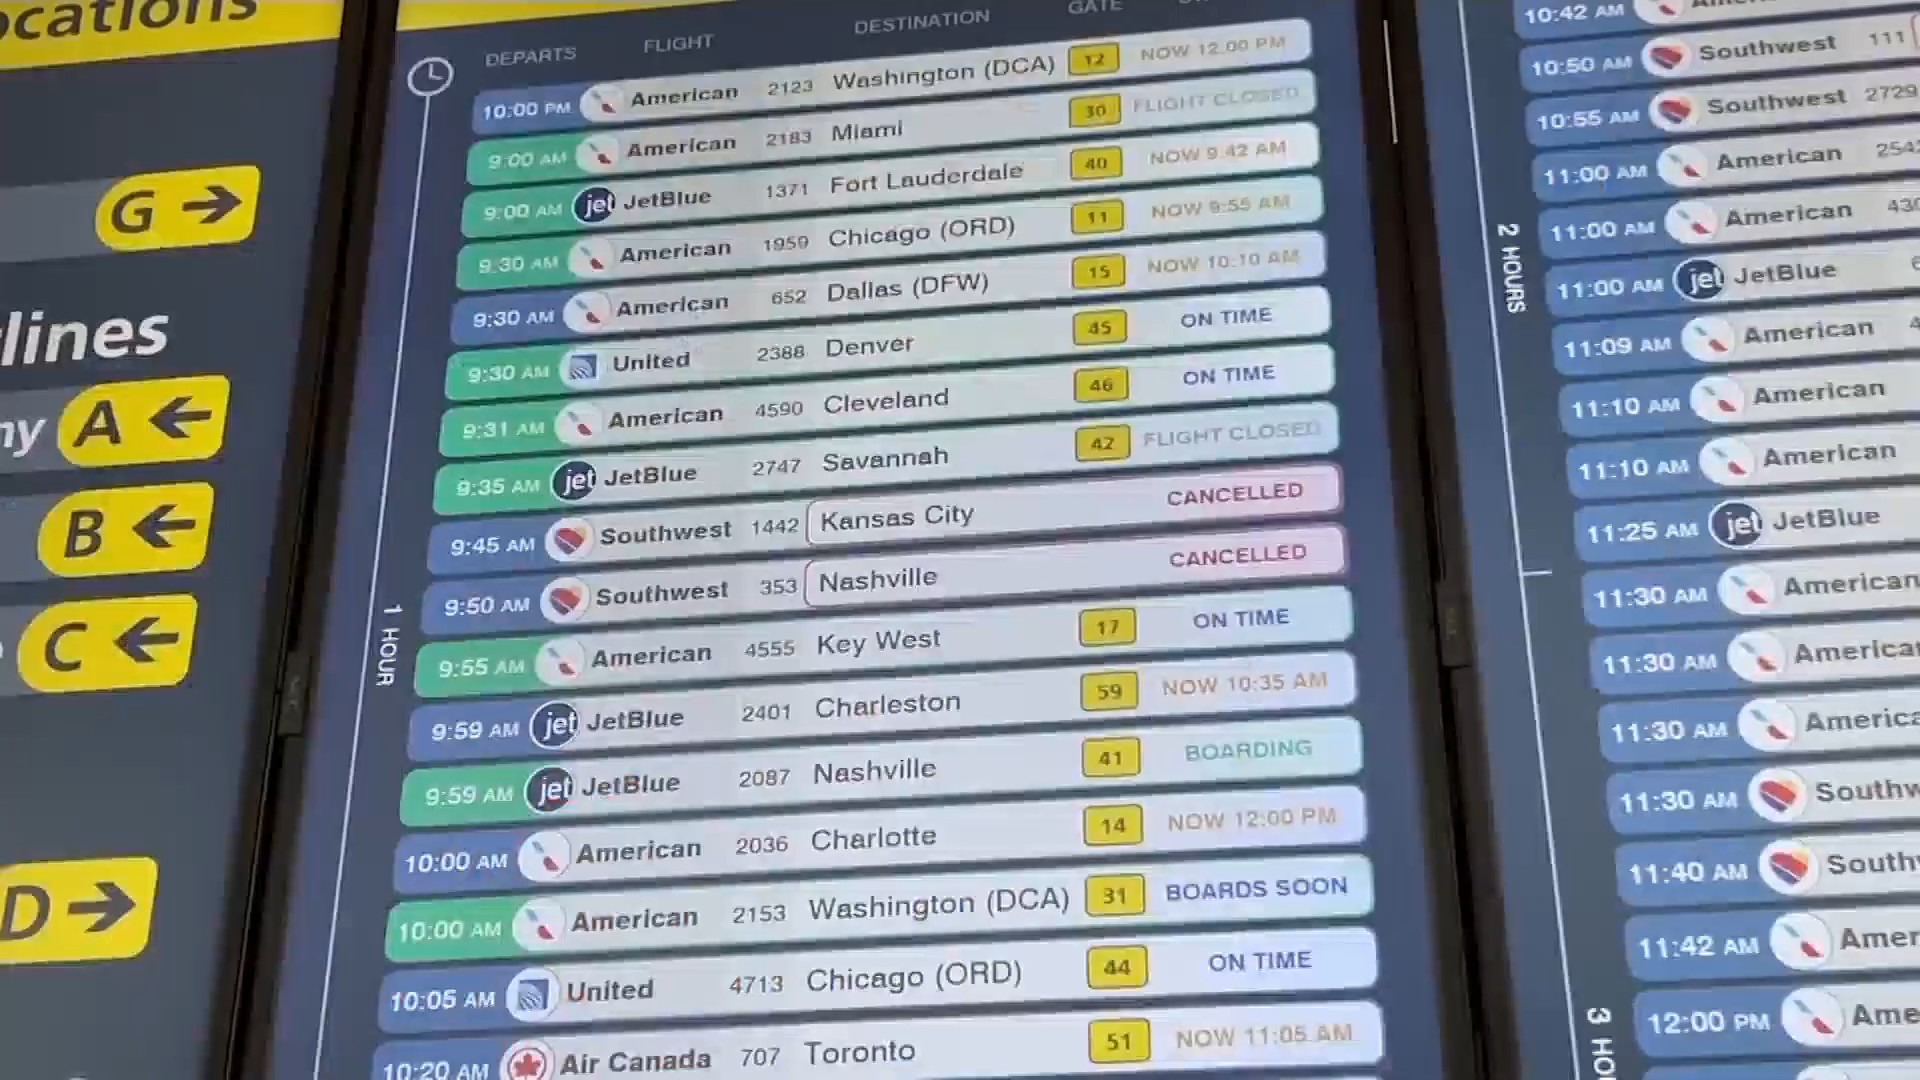 ocations
G →
lines
ny A ←
B ←
C ←
D →
DEPARTS FLIGHT DESTINATION GATE
10:00 PM American 2123 Washington (DCA) 12 NOW 12:00 PM
9:00 AM American 2183 Miami 30 FLIGHT CLOSED
9:00 AM jet JetBlue 1371 Fort Lauderdale 40 NOW 9:42 AM
9:30 AM American 1959 Chicago (ORD) 11 NOW 9:55 AM
9:30 AM American 652 Dallas (DFW) 15 NOW 10:10 AM
9:30 AM United 2388 Denver 45 ON TIME
9:31 AM American 4590 Cleveland 46 ON TIME
9:35 AM jet JetBlue 2747 Savannah 42 FLIGHT CLOSED
9:45 AM Southwest 1442 Kansas City CANCELLED
9:50 AM Southwest 353 Nashville CANCELLED
9:55 AM American 4555 Key West 17 ON TIME
9:59 AM jet JetBlue 2401 Charleston 59 NOW 10:35 AM
9:59 AM jet JetBlue 2087 Nashville 41 BOARDING
10:00 AM American 2036 Charlotte 14 NOW 12:00 PM
10:00 AM American 2153 Washington (DCA) 31 BOARDS SOON
10:05 AM United 4713 Chicago (ORD) 44 ON TIME
10:20 AM Air Canada 707 Toronto 51 NOW 11:05 AM
1 HOUR
10:42 AM
10:50 AM Southwest 111
10:55 AM Southwest 2729
11:00 AM American 254
11:00 AM American 430
11:00 AM jet JetBlue 6
11:09 AM American 4
11:10 AM American
11:10 AM American
11:25 AM jet JetBlue
11:30 AM American
11:30 AM America
11:30 AM America
11:30 AM Southw
11:40 AM South
11:42 AM Amer
12:00 PM Ame
2 HOURS
3 HO